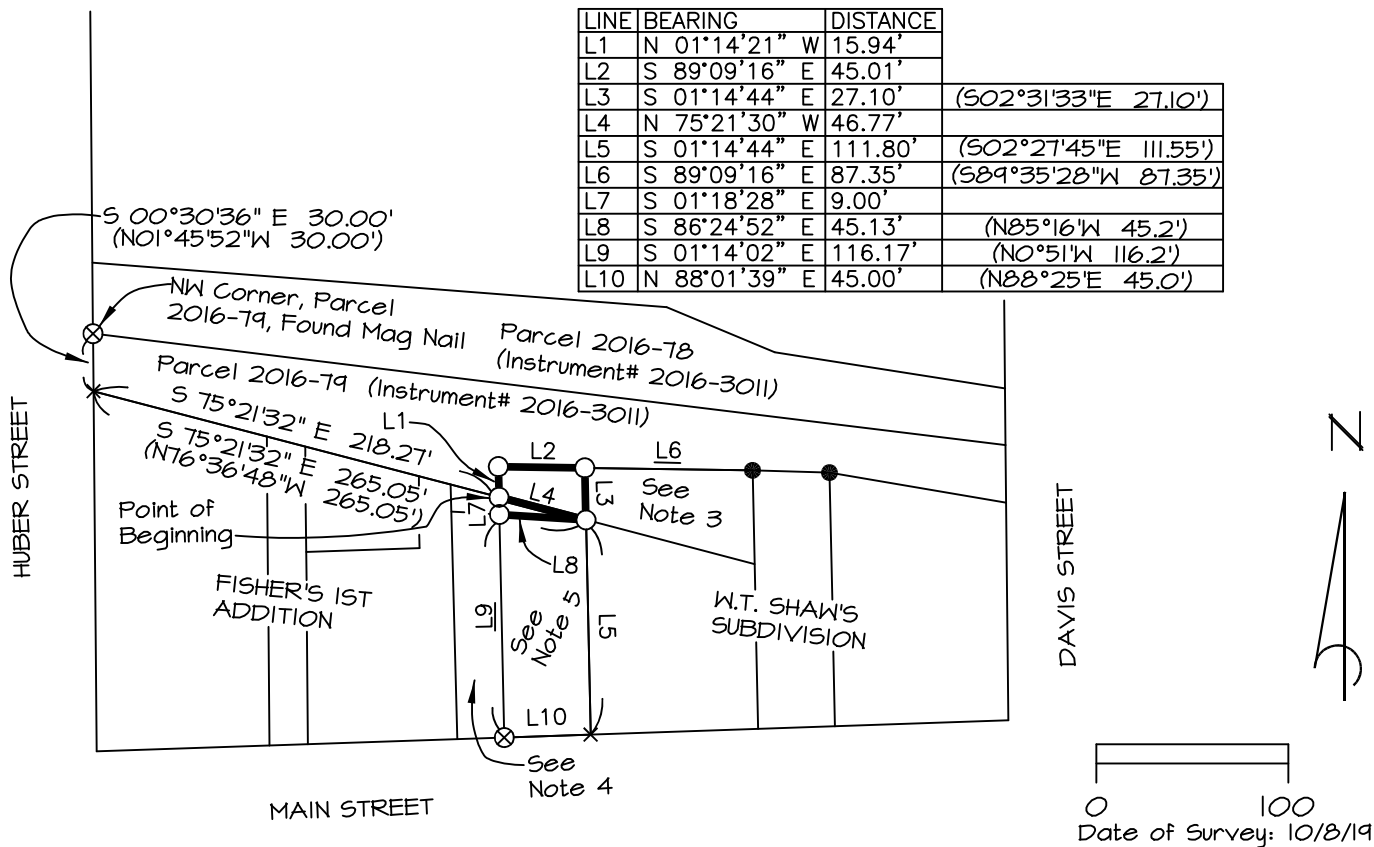 LINE BEARING DISTANCE
L1 N 01°14'21" W 15.94'
L2 S 89°09'16" E 45.01'
L3 S 01°14'44" E 27.10' (S02°31'33"E 27.10')
L4 N 75°21'30" W 46.77'
L5 S 01°14'44" E 111.80' (S02°27'45"E 111.55')
L6 S 89°09'16" E 87.35' (S89°35'28"W 87.35')
L7 S 01°18'28" E 9.00'
L8 S 86°24'52" E 45.13' (N85°16'W 45.2')
L9 S 01°14'02" E 116.17' (N0°51'W 116.2')
L10 N 88°01'39" E 45.00' (N88°25'E 45.0')
S 00°30'36" E 30.00'
(N01°45'52"W 30.00')
NW Corner, Parcel
2016-79, Found Mag Nail
Parcel 2016-78
(Instrument# 2016-3011)
Parcel 2016-79 (Instrument# 2016-3011)
S 75°21'32" E 218.27'
S 75°21'32" E 265.05'
(N76°36'48"W 265.05')
L1
L2
L6
L4
L3
See
Note 3
L7
Point of
Beginning
L8
FISHER'S 1ST
ADDITION
L9
See
Note 5
L5
W.T. SHAW'S
SUBDIVISION
L10
See
Note 4
HUBER STREET
MAIN STREET
DAVIS STREET
N
0 100
Date of Survey: 10/8/19